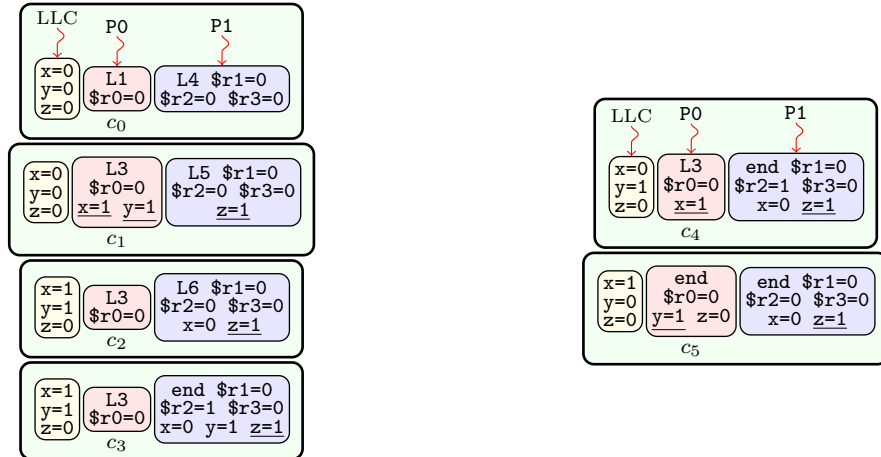 LLC P0 P1
x=0
y=0
z=0
L1
$r0=0
L4 $r1=0
$r2=0 $r3=0
c0
x=0
y=0
z=0
L3
$r0=0
x=1 y=1
L5 $r1=0
$r2=0 $r3=0
z=1
c1
x=1
y=1
z=0
L3
$r0=0
L6 $r1=0
$r2=0 $r3=0
x=0 z=1
c2
x=1
y=1
z=0
L3
$r0=0
end $r1=0
$r2=1 $r3=0
x=0 y=1 z=1
c3
LLC P0 P1
x=0
y=1
z=0
L3
$r0=0
x=1
end $r1=0
$r2=1 $r3=0
x=0 z=1
c4
x=1
y=0
z=0
end
$r0=0
y=1 z=0
end $r1=0
$r2=0 $r3=0
x=0 z=1
c5